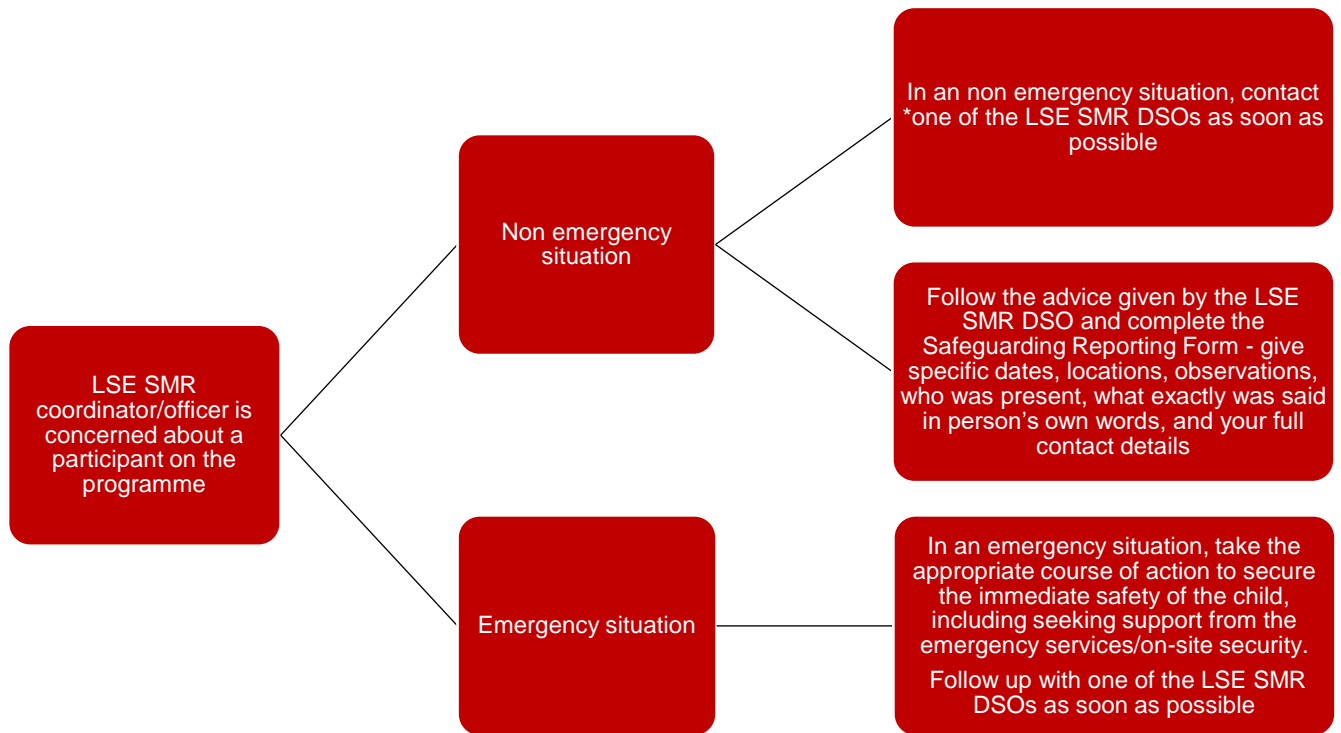 LSE SMR
coordinator/officer is
concerned about a
participant on the
programme
Non emergency
situation
In an non emergency situation, contact
*one of the LSE SMR DSOs as soon as
possible
Follow the advice given by the LSE
SMR DSO and complete the
Safeguarding Reporting Form - give
specific dates, locations, observations,
who was present, what exactly was said
in person’s own words, and your full
contact details
Emergency situation
In an emergency situation, take the
appropriate course of action to secure
the immediate safety of the child,
including seeking support from the
emergency services/on-site security.
Follow up with one of the LSE SMR
DSOs as soon as possible